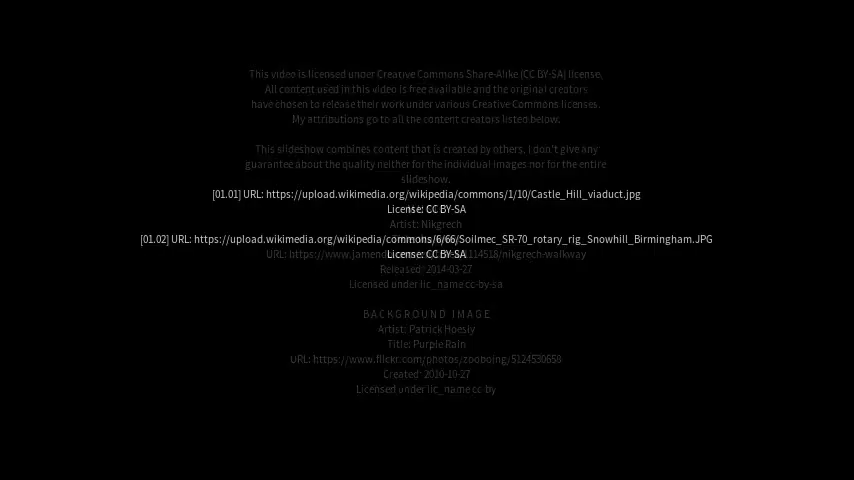 This video is licensed under Creative Commons Share-Alike (CC BY-SA) license.
All content used in this video is free available and the original creators
have chosen to release their work under various Creative Commons licenses.
My attributions go to all the content creators listed below.
This slideshow combines content that is created by others. I don't give any
guarantee about the quality neither for the individual images nor for the entire
slideshow.
[01.01] URL: https://upload.wikimedia.org/wikipedia/commons/1/10/Castle_Hill_viaduct.jpg
License: CC BY-SA
Artist: Nikgrech
[01.02] URL: https://upload.wikimedia.org/wikipedia/commons/6/66/Soilmec_SR-70_rotary_rig_Snowhill_Birmingham.JPG
License: CC BY-SA
Released: 2014-03-27
Licensed under lic_name cc-by-sa
BACKGROUND IMAGE
Artist: Patrick Hoesly
Title: Purple Rain
URL: https://www.flickr.com/photos/zooboing/5124530658
Created: 2010-10-27
Licensed under lic_name cc-by